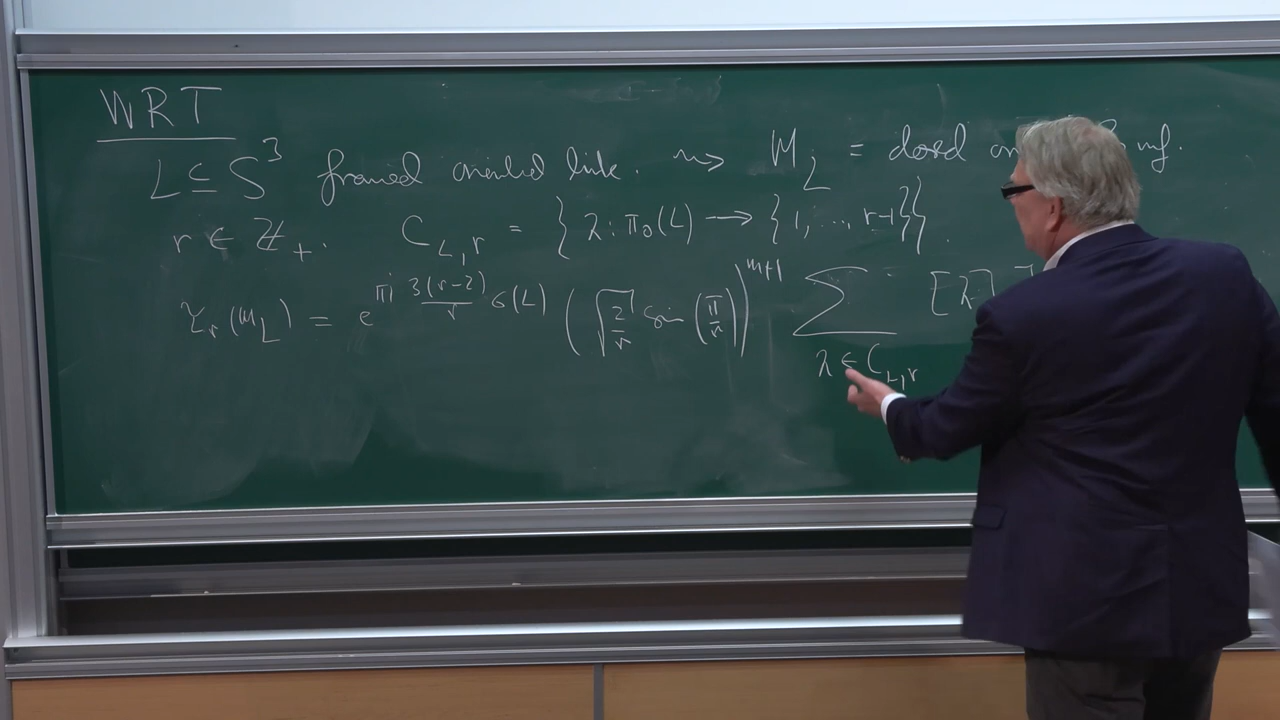 WRT
L ⊆ S³ framed oriented link. ⇝ M_L = closed mf.
r ∈ ℤ₊. C_{L,r} = { λ: π₀(L) → {1, ..., r-1}}.
τ_r(M_L) = e^{πi 3(r-2)/r σ(L)} (√(2/r) sin(π/r))^{m+1} ∑_{λ ∈ C_{L,r}} [λ]